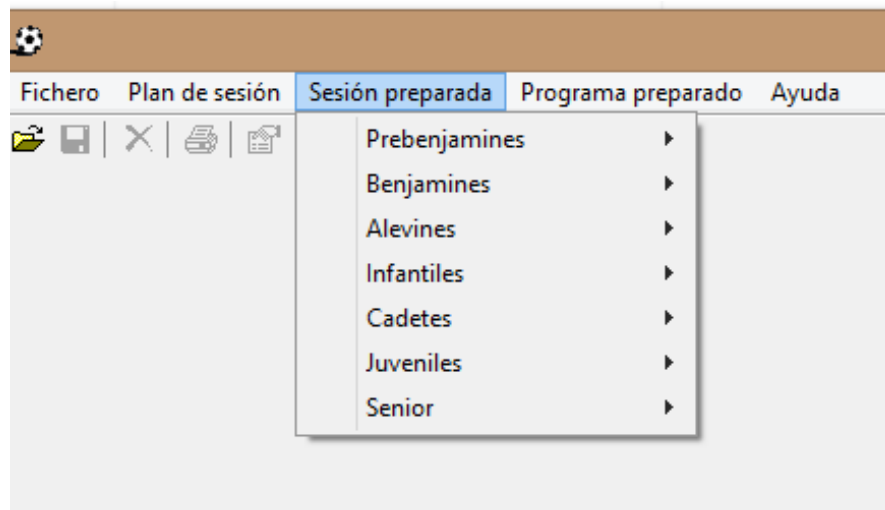 Fichero Plan de sesión Sesión preparada Programa preparado Ayuda
Prebenjamines
Benjamines
Alevines
Infantiles
Cadetes
Juveniles
Senior